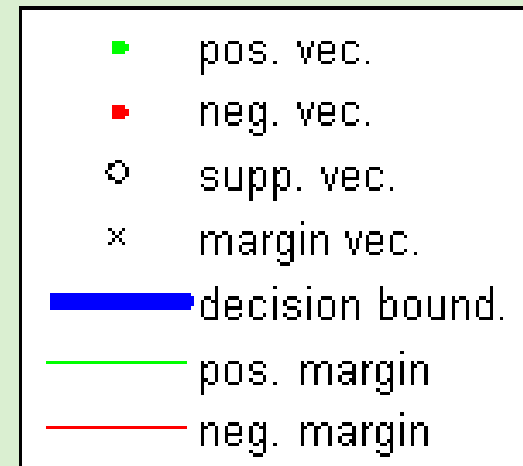 pos. vec.
neg. vec.
supp. vec.
margin vec.
decision bound.
pos. margin
neg. margin